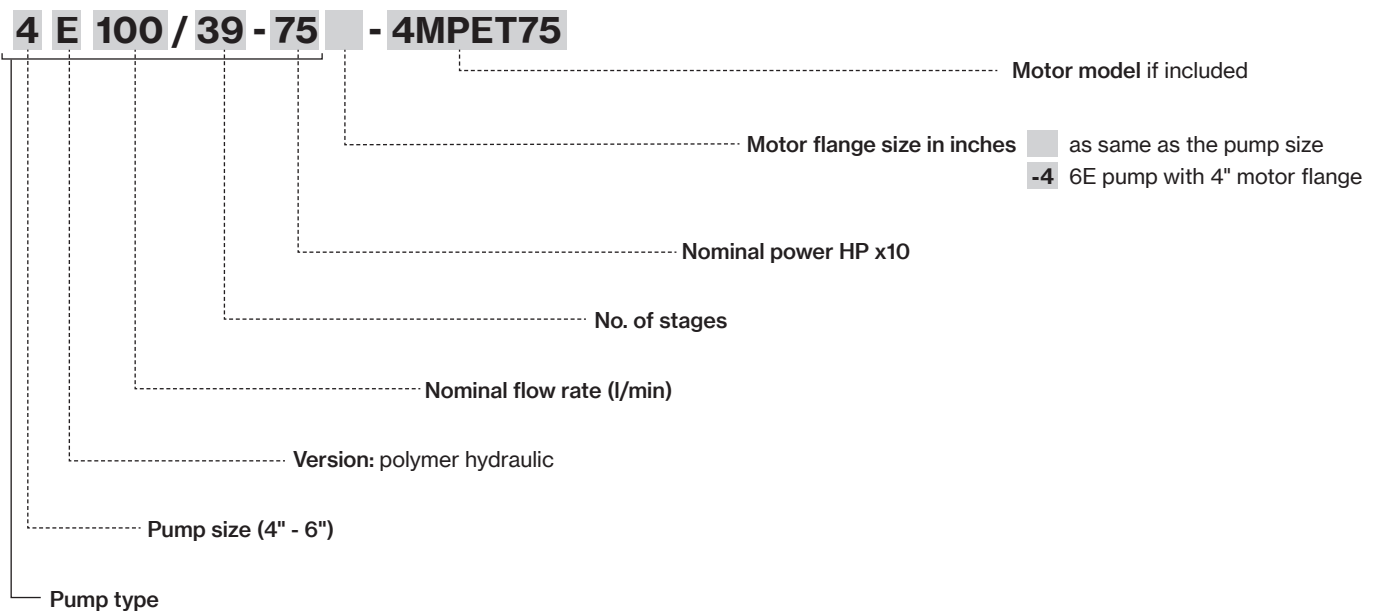 4 E 100 / 39 - 75 - 4MPET75
Motor model if included
Motor flange size in inches as same as the pump size
-4 6E pump with 4" motor flange
Nominal power HP x10
No. of stages
Nominal flow rate (l/min)
Version: polymer hydraulic
Pump size (4" - 6")
Pump type